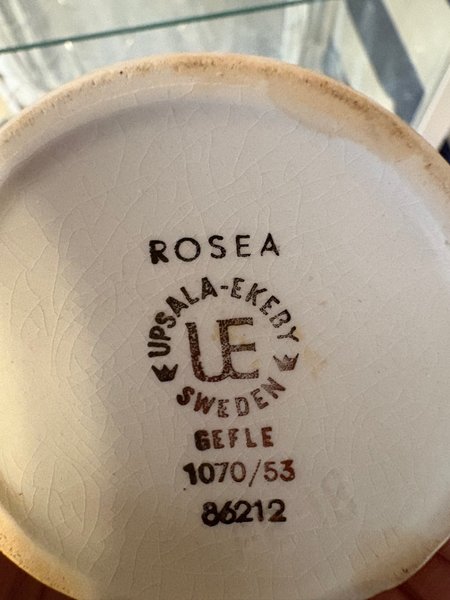 ROSEA
UPSALA-EKEBY
UE
SWEDEN
GEFLE
1070/53
86212